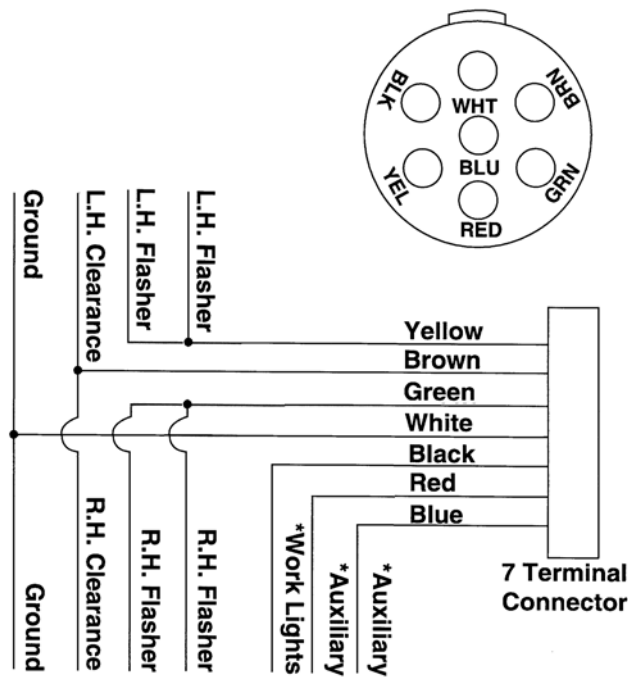 BLK
WHT
BRN
YEL
BLU
GRN
RED
Ground
L.H. Clearance
L.H. Flasher
L.H. Flasher
Yellow
Brown
Green
White
Black
Red
Blue
Ground
R.H. Clearance
R.H. Flasher
R.H. Flasher
*Work Lights
*Auxiliary
*Auxiliary
7 Terminal
Connector